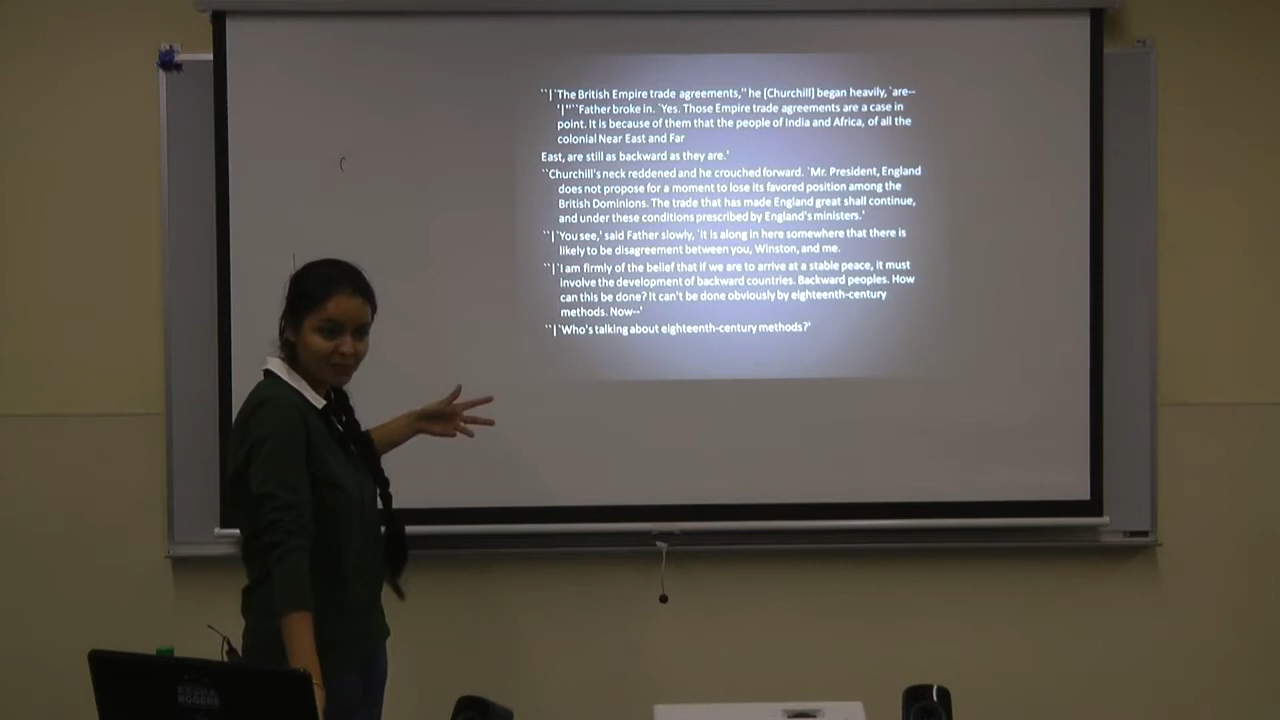 ``|`The British Empire trade agreements," he [Churchill] began heavily, `are--
'|"``Father broke in. `Yes. Those Empire trade agreements are a case in
point. It is because of them that the people of India and Africa, of all the
colonial Near East and Far
East, are still as backward as they are.'
``Churchill's neck reddened and he crouched forward. `Mr. President, England
does not propose for a moment to lose its favored position among the
British Dominions. The trade that has made England great shall continue,
and under these conditions prescribed by England's ministers.'
``|`You see,' said Father slowly, `it is along in here somewhere that there is
likely to be disagreement between you, Winston, and me.
``|`I am firmly of the belief that if we are to arrive at a stable peace, it must
involve the development of backward countries. Backward peoples. How
can this be done? It can't be done obviously by eighteenth-century
methods. Now--'
``|`Who's talking about eighteenth-century methods?'
KESHA
ROGERS